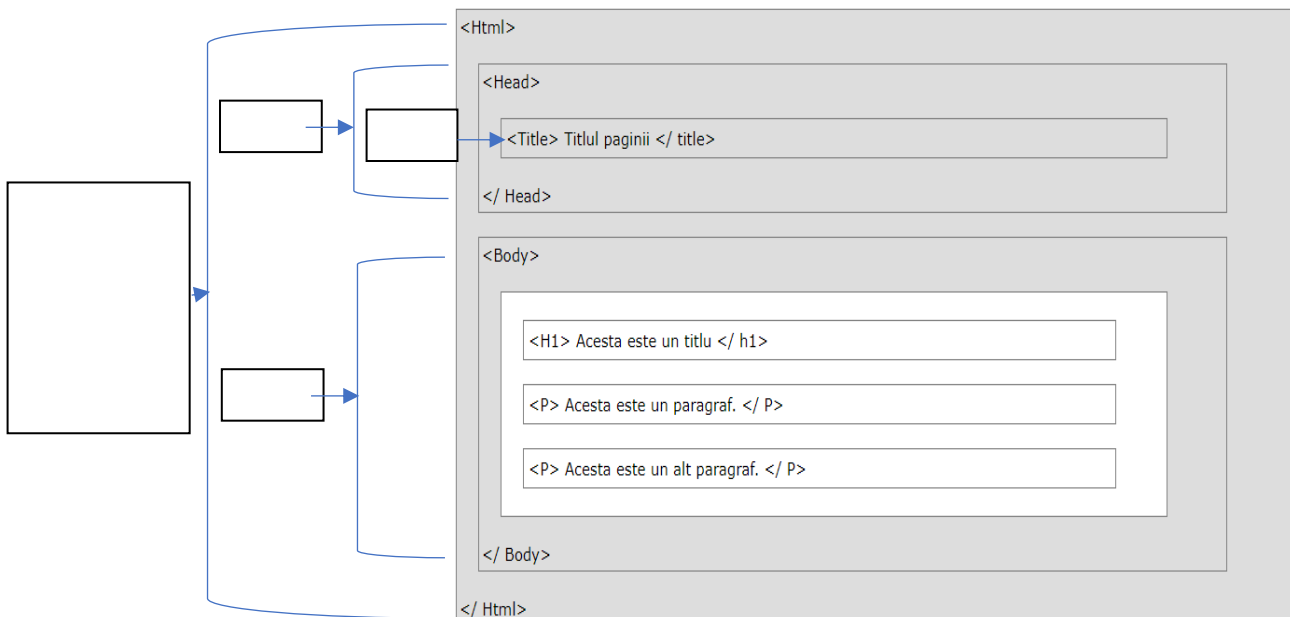 <Html>
<Head>
<Title> Titlul paginii </ title>
</ Head>
<Body>
<H1> Acesta este un titlu </ h1>
<P> Acesta este un paragraf. </ P>
<P> Acesta este un alt paragraf. </ P>
</ Body>
</ Html>